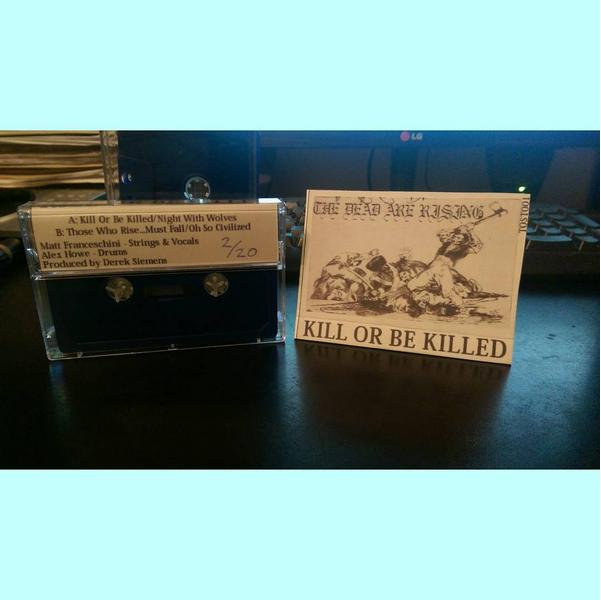 LG
A: Kill Or Be Killed/Night With Wolves
B: Those Who Rise...Must Fall/Oh So Civilized
Matt Franceschini - Strings & Vocals
Alex Howe - Drums
Produced by Derek Siemens
2/20
THE DEAD ARE RISING
KILL OR BE KILLED